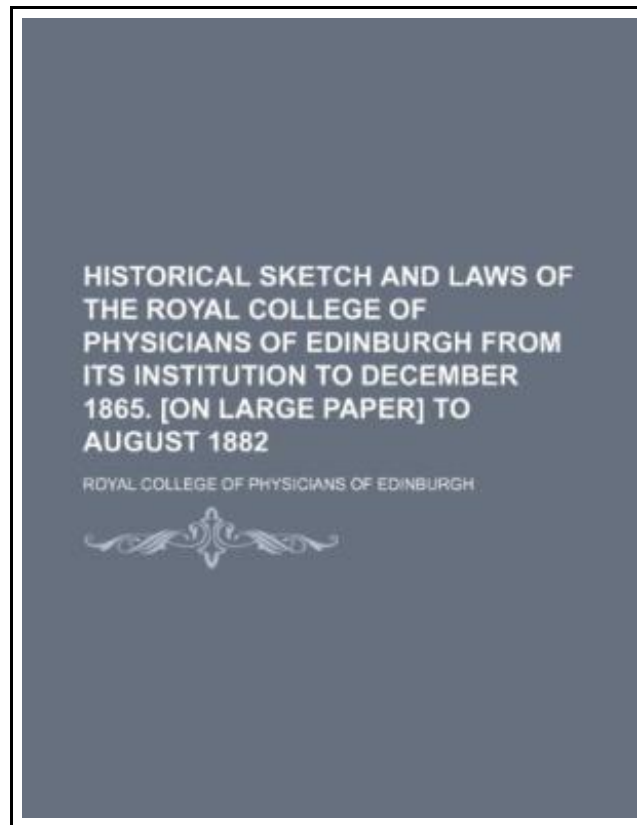 HISTORICAL SKETCH AND LAWS OF
THE ROYAL COLLEGE OF
PHYSICIANS OF EDINBURGH FROM
ITS INSTITUTION TO DECEMBER
1865. [ON LARGE PAPER] TO
AUGUST 1882
ROYAL COLLEGE OF PHYSICIANS OF EDINBURGH